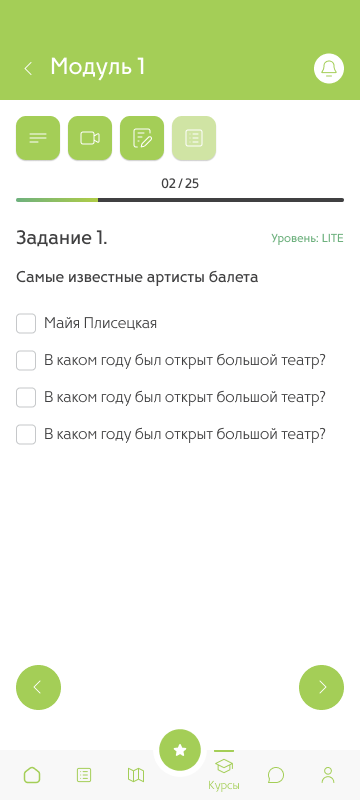 Модуль 1
02 / 25
Задание 1.
Уровень: LITE
Самые известные артисты балета
Майя Плисецкая
В каком году был открыт большой театр?
В каком году был открыт большой театр?
В каком году был открыт большой театр?
Курсы